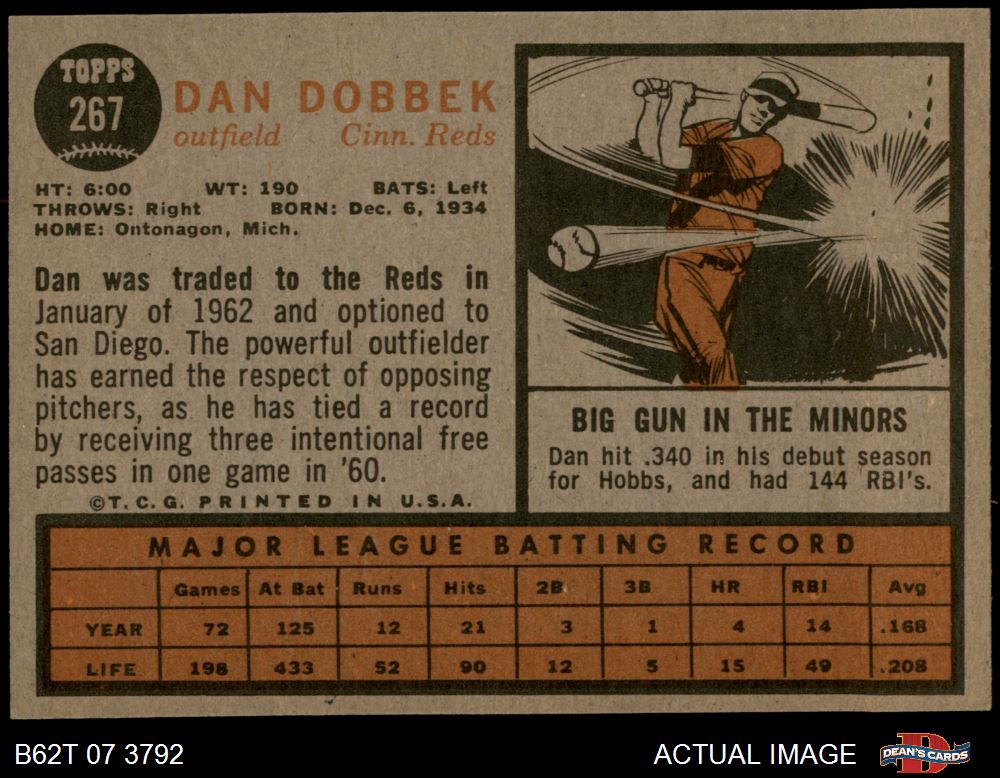 TOPPS
267
DAN DOBBEK
outfield Cinn. Reds
HT: 6:00 WT: 190 BATS: Left
THROWS: Right BORN: Dec. 6, 1934
HOME: Ontonagon, Mich.
Dan was traded to the Reds in
January of 1962 and optioned to
San Diego. The powerful outfielder
has earned the respect of opposing
pitchers, as he has tied a record
by receiving three intentional free
passes in one game in '60.
©T.C.G. PRINTED IN U.S.A.
BIG GUN IN THE MINORS
Dan hit .340 in his debut season
for Hobbs, and had 144 RBI's.
MAJOR LEAGUE BATTING RECORD
Games At Bat Runs Hits 2B 3B HR RBI Avg
YEAR 72 125 12 21 3 1 4 14 .168
LIFE 198 433 52 90 12 5 15 49 .208
B62T 07 3792
ACTUAL IMAGE
DEAN'S CARDS